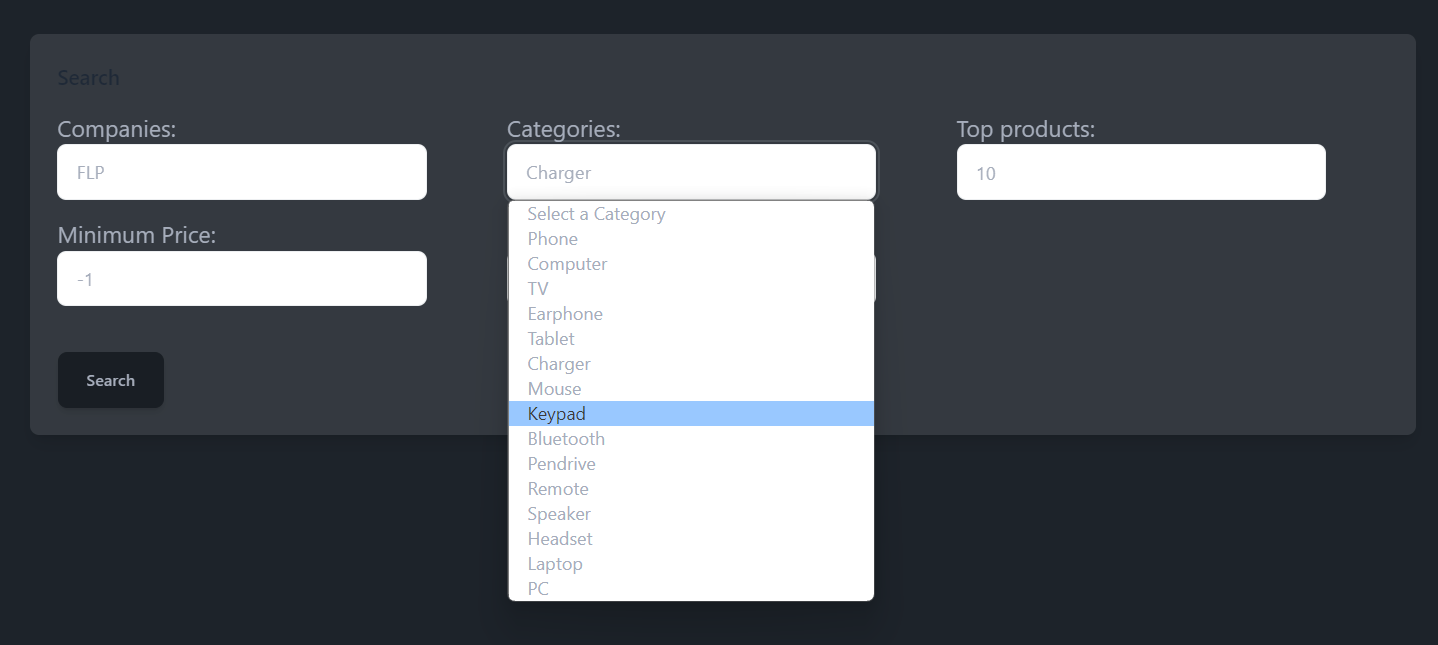 Search
Companies:
FLP
Categories:
Charger
Top products:
10
Minimum Price:
-1
Select a Category
Phone
Computer
TV
Earphone
Tablet
Charger
Mouse
Keypad
Bluetooth
Pendrive
Remote
Speaker
Headset
Laptop
PC
Search